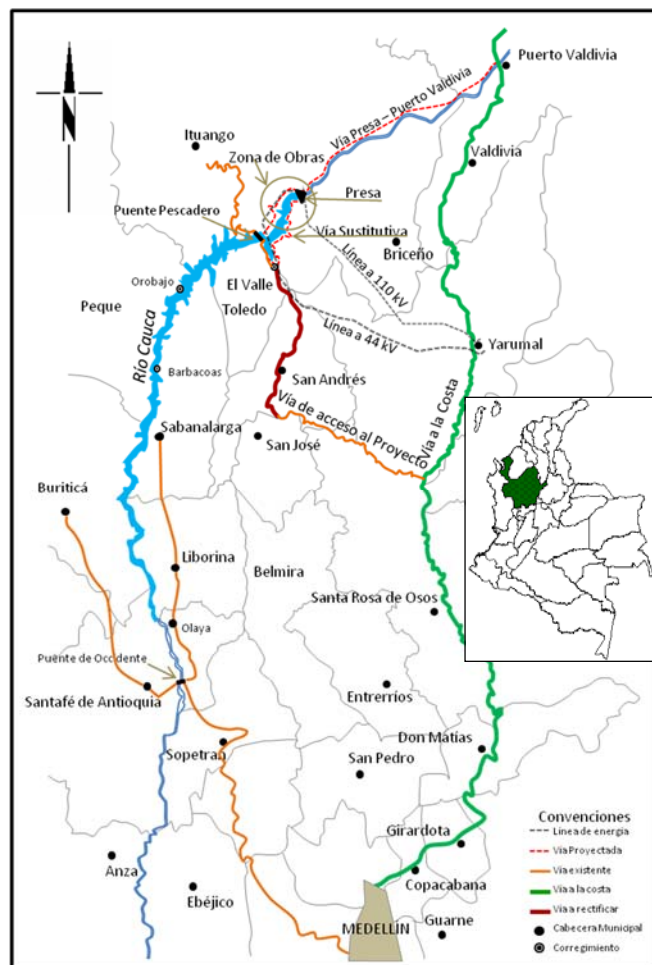 Puerto Valdivia
Vía Presa – Puerto Valdivia
Ituango
Valdivia
Zona de Obras
Presa
Puente Pescadero
Vía Sustitutiva
Briceño
El Valle
Línea a 110 kV
Orobajo
Peque
Toledo
Línea a 44 kV
Yarumal
Río Cauca
Barbacoas
San Andrés
Vía a la Costa
Vía de acceso al Proyecto
Sabanalarga
San José
Buriticá
Liborina
Belmira
Santa Rosa de Osos
Olaya
Puente de Occidente
Entrerríos
Santafé de Antioquia
Don Matías
Sopetrán
San Pedro
Convenciones
Línea de energía
Vía Proyectada
Girardota
Vía existente
Anza
Vía a la costa
Copacabana
Ebéjico
Vía a rectificar
MEDELLÍN
Guarne
Cabecera Municipal
Corregimiento